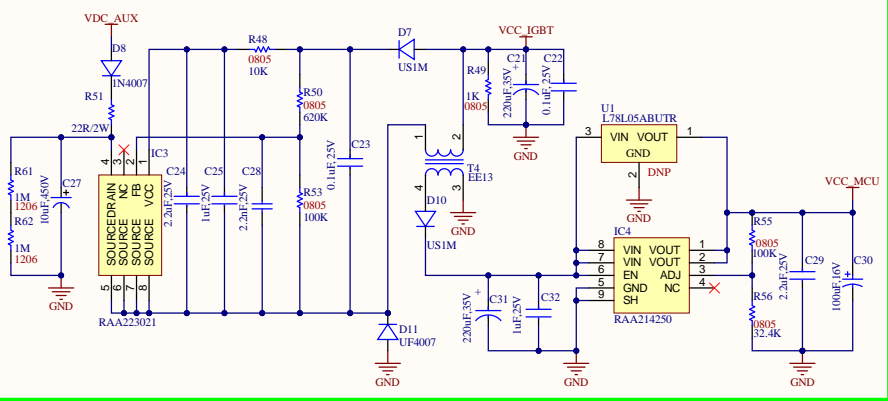 VDC_AUX
D8
1N4007
R51
22R/2W
R61
1M
1206
R62
1M
1206
C27
10uF,450V
GND
4
3
2
1
IC3
SOURCEDRAIN
SOURCE NC
SOURCE FB
SOURCE VCC
5
6
7
8
RAA223021
C24
2.2uF,25V
C25
1uF,25V
C28
2.2nF,25V
R48
0805
10K
R50
0805
620K
R53
0805
100K
C23
0.1uF,25V
D7
US1M
D11
UF4007
GND
1
2
4
3
T4
EE13
GND
D10
US1M
VCC_IGBT
R49
1K
0805
C21
220uF,35V
+
C22
0.1uF,25V
GND
U1
L78L05ABUTR
3
VIN VOUT
1
GND
DNP
2
GND
IC4
8
VIN VOUT
1
7
VIN VOUT
2
6
EN ADJ
3
5
GND NC
4
9
SH
RAA214250
C31
220uF,35V
+
C32
1uF,25V
GND
VCC_MCU
R55
0805
100K
R56
0805
32.4K
C29
2.2uF,25V
C30
100uF,16V
+
GND